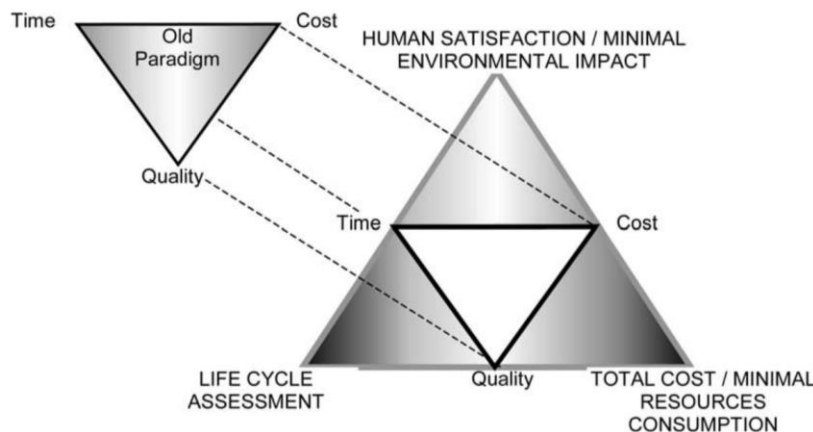 Time
Cost
Old
Paradigm
Quality
HUMAN SATISFACTION / MINIMAL
ENVIRONMENTAL IMPACT
Time
Cost
Quality
LIFE CYCLE
ASSESSMENT
TOTAL COST / MINIMAL
RESOURCES
CONSUMPTION